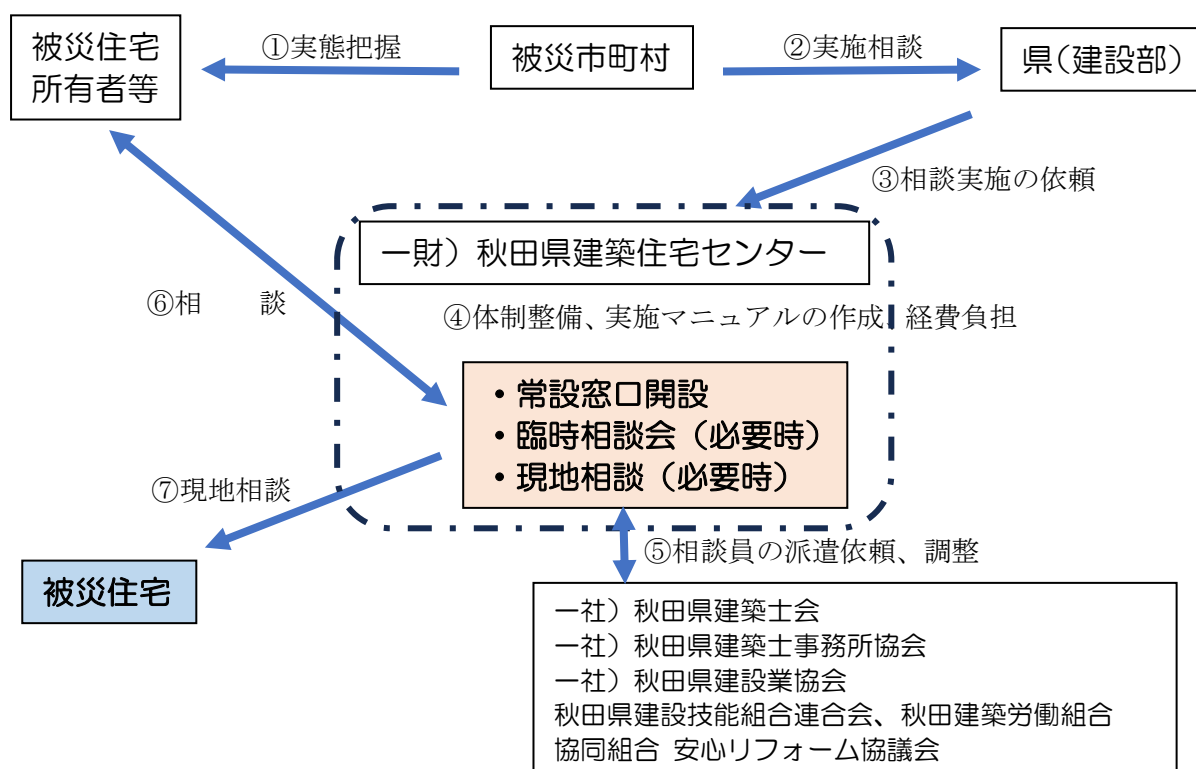 被災住宅
所有者等
①実態把握
被災市町村
②実施相談
県(建設部)
③相談実施の依頼
一財）秋田県建築住宅センター
④体制整備、実施マニュアルの作成、経費負担
⑥相　　談
・常設窓口開設
・臨時相談会（必要時）
・現地相談（必要時）
⑦現地相談
被災住宅
⑤相談員の派遣依頼、調整
一社）秋田県建築士会
一社）秋田県建築士事務所協会
一社）秋田県建設業協会
秋田県建設技能組合連合会、秋田建築労働組合
協同組合 安心リフォーム協議会